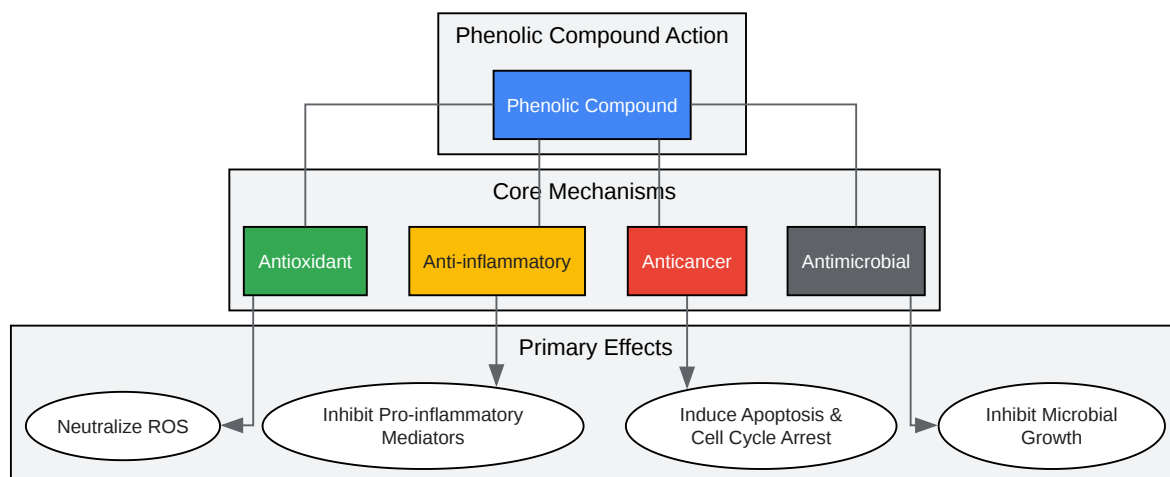 Phenolic Compound Action
Phenolic Compound
Core Mechanisms
Antioxidant
Anti-inflammatory
Anticancer
Antimicrobial
Primary Effects
Neutralize ROS
Inhibit Pro-inflammatory
Mediators
Induce Apoptosis &
Cell Cycle Arrest
Inhibit Microbial
Growth